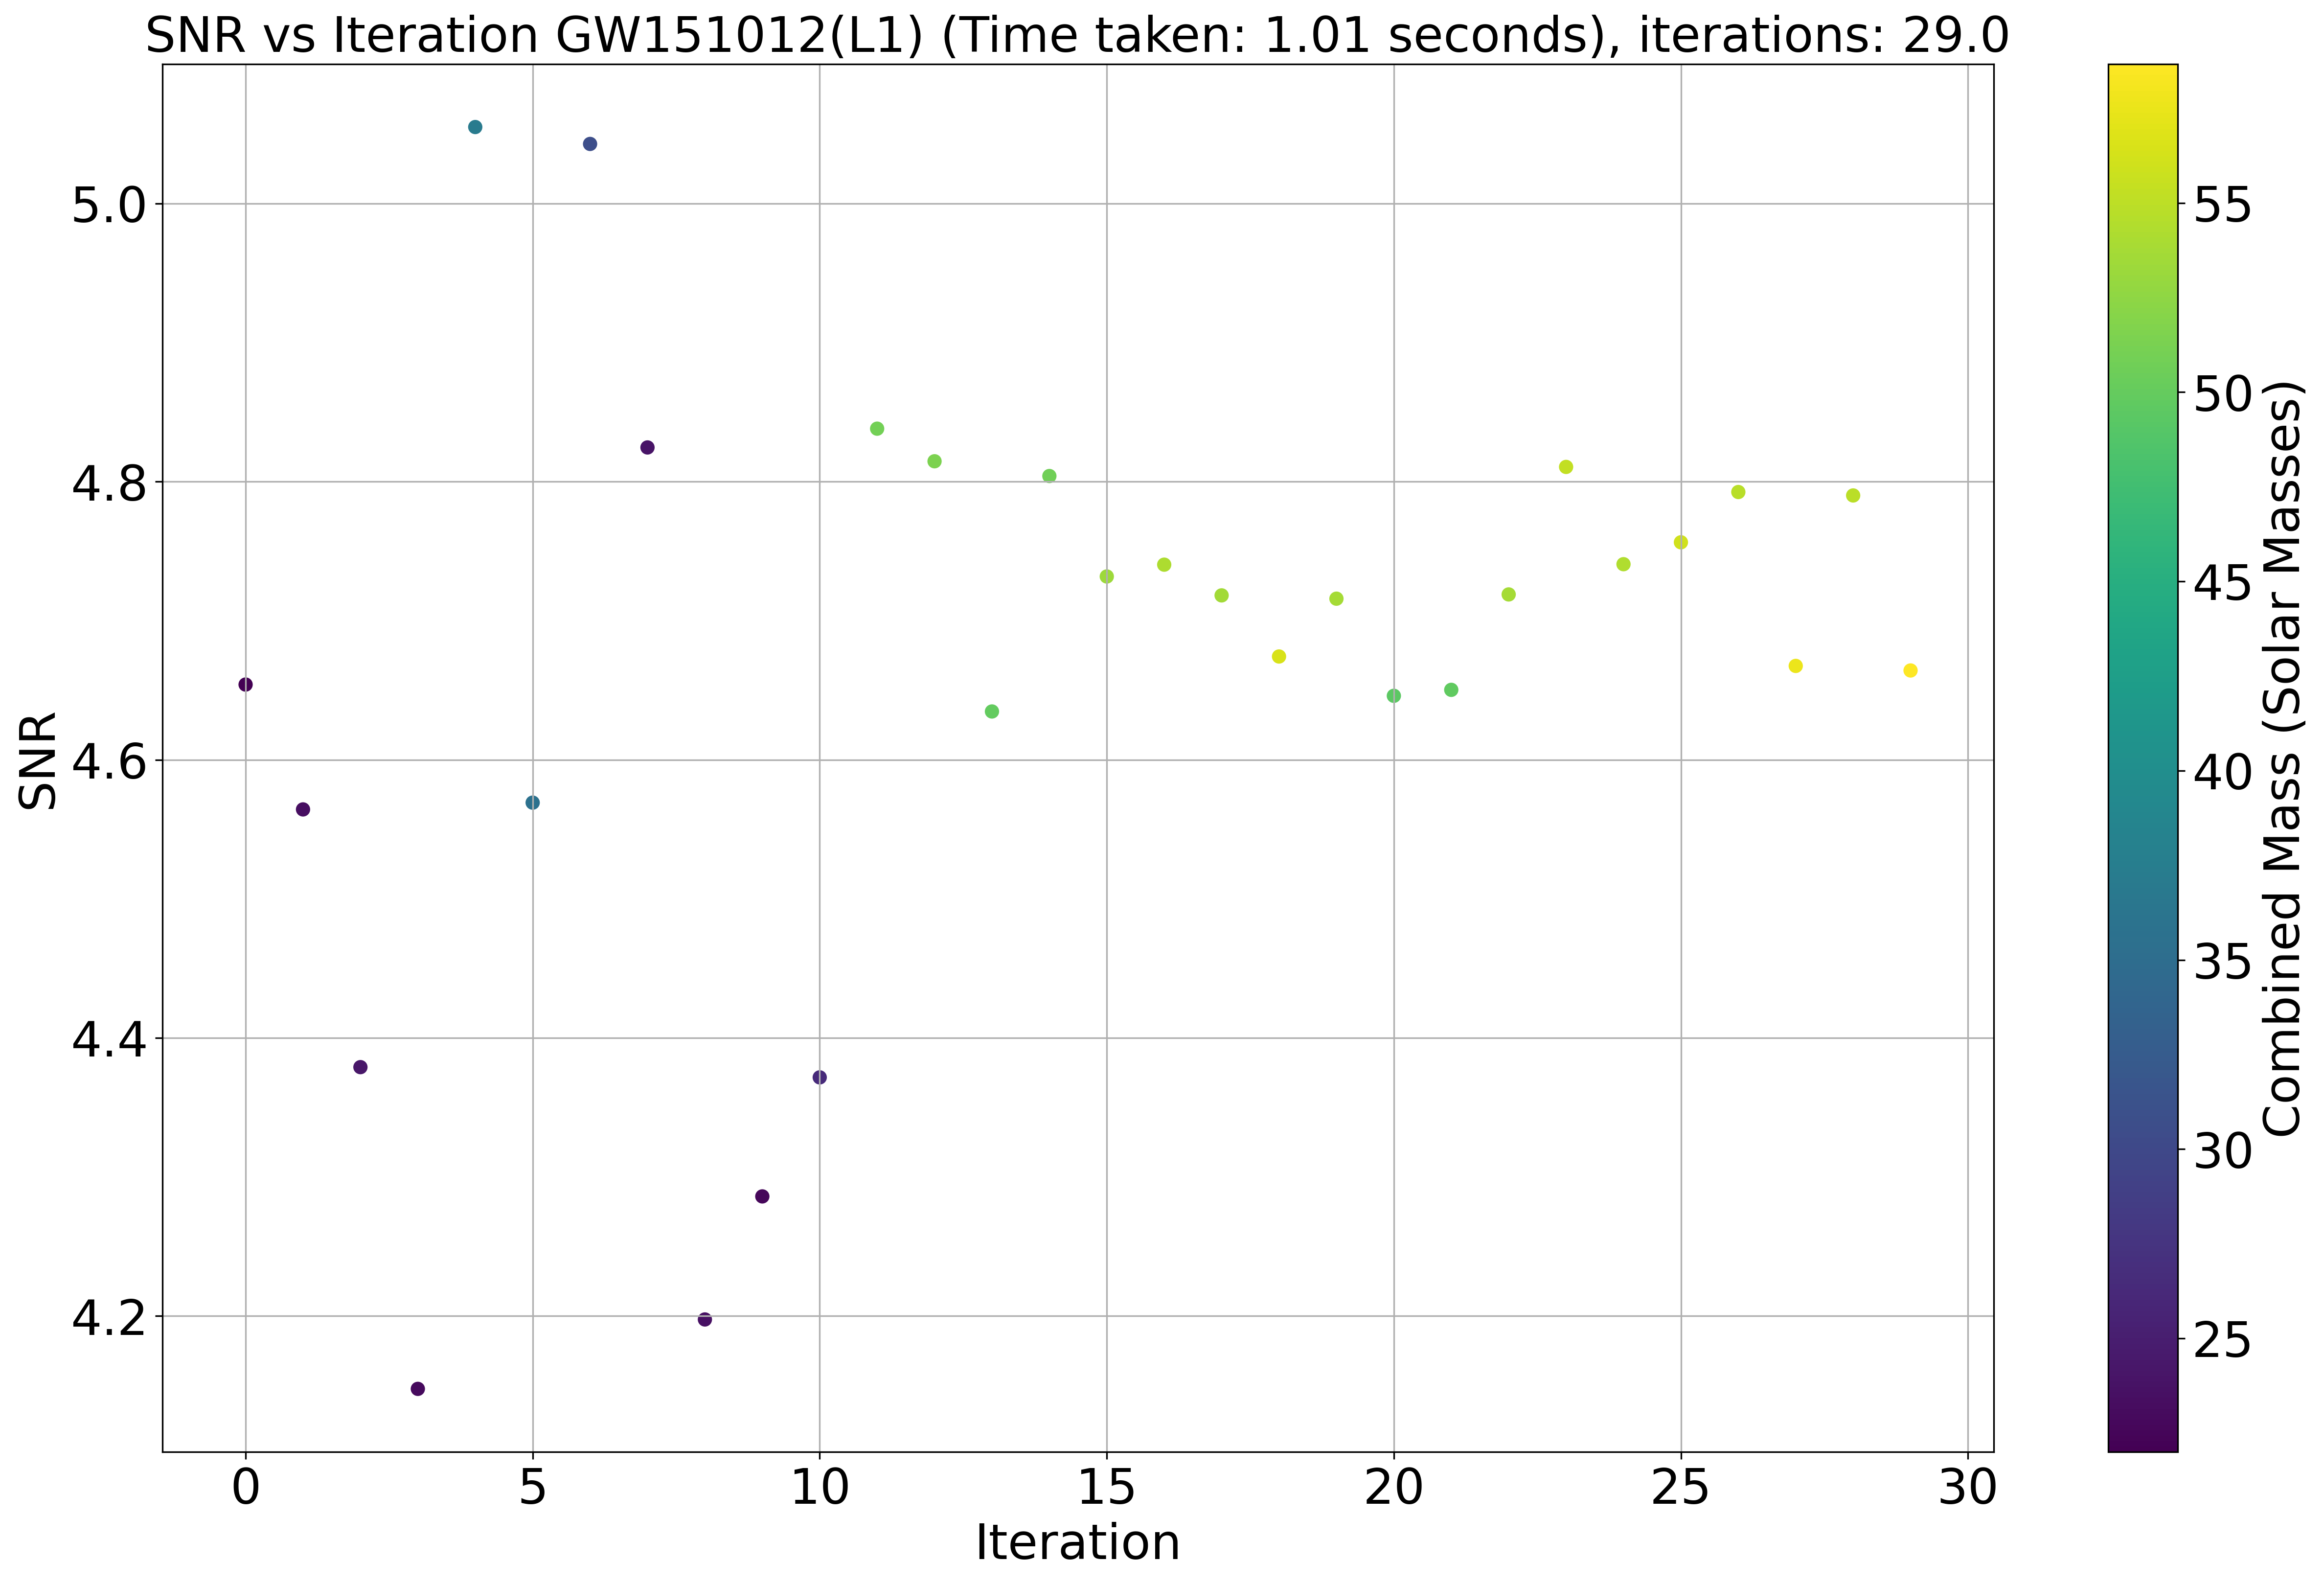 SNR vs Iteration GW151012(L1) (Time taken: 1.01 seconds), iterations: 29.0
SNR
5.0
4.8
4.6
4.4
4.2
0 5 10 15 20 25 30
Iteration
55
50
45
40
35
30
25
Combined Mass (Solar Masses)